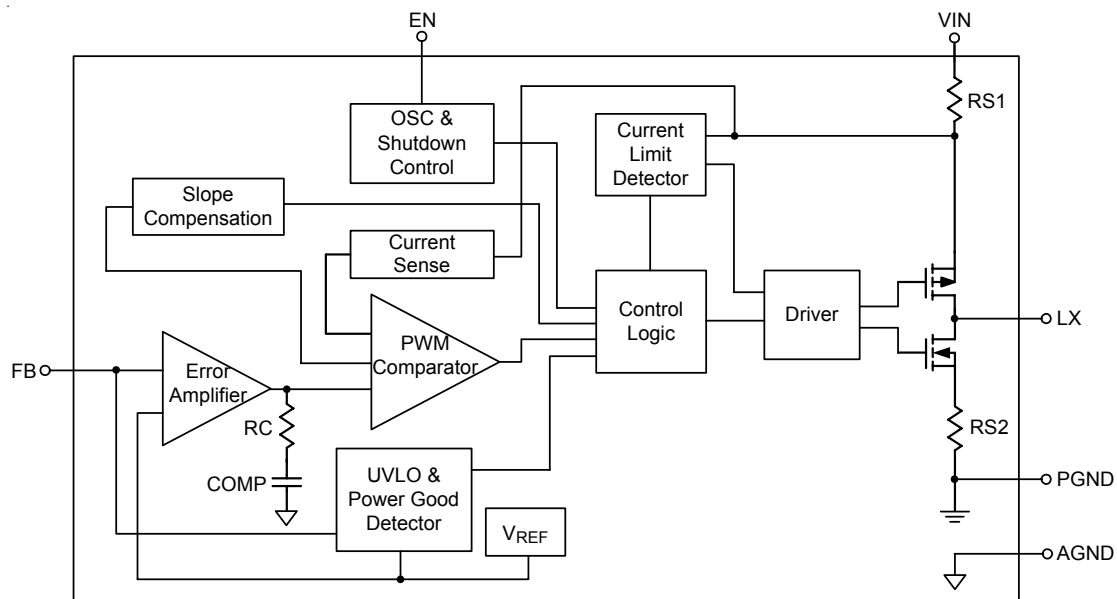 EN
VIN
RS1
OSC &
Shutdown
Control
Current
Limit
Detector
Slope
Compensation
Current
Sense
Control
Logic
Driver
LX
PWM
Comparator
FB
Error
Amplifier
RC
RS2
COMP
UVLO &
Power Good
Detector
PGND
VREF
AGND